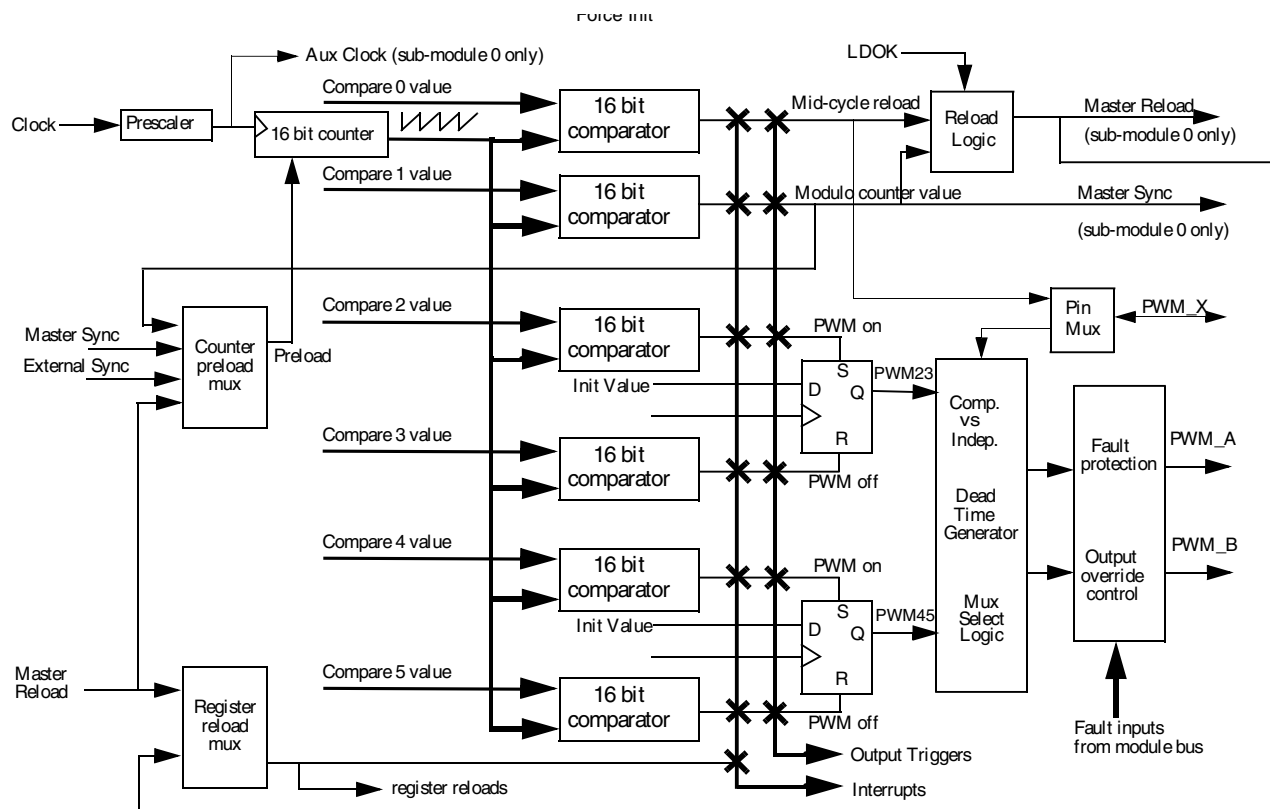 Force Init
Aux Clock (sub-module 0 only)
LDOK
Compare 0 value
16 bit
comparator
Mid-cycle reload
Reload
Logic
Master Reload
(sub-module 0 only)
Clock
Prescaler
16 bit counter
Compare 1 value
16 bit
comparator
Modulo counter value
Master Sync
(sub-module 0 only)
Compare 2 value
16 bit
comparator
PWM on
Pin
Mux
PWM_X
Master Sync
External Sync
Counter
preload
mux
Preload
Init Value
S
D
Q
R
PWM23
Comp.
vs
Indep.
Dead
Time
Generator
Mux
Select
Logic
Compare 3 value
16 bit
comparator
PWM off
Fault
protection
Output
override
control
PWM_A
PWM_B
Compare 4 value
16 bit
comparator
PWM on
Init Value
S
D
Q
R
PWM45
Master
Reload
Register
reload
mux
Compare 5 value
16 bit
comparator
PWM off
Fault inputs
from module bus
Output Triggers
register reloads
Interrupts